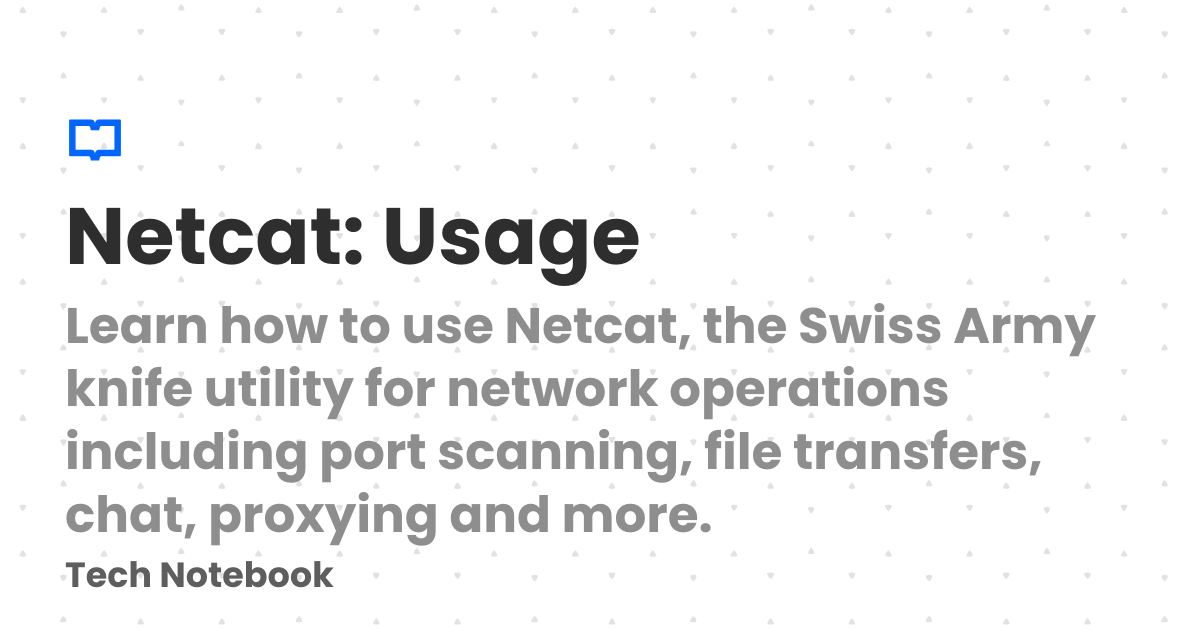 Netcat: Usage
Learn how to use Netcat, the Swiss Army
knife utility for network operations
including port scanning, file transfers,
chat, proxying and more.
Tech Notebook